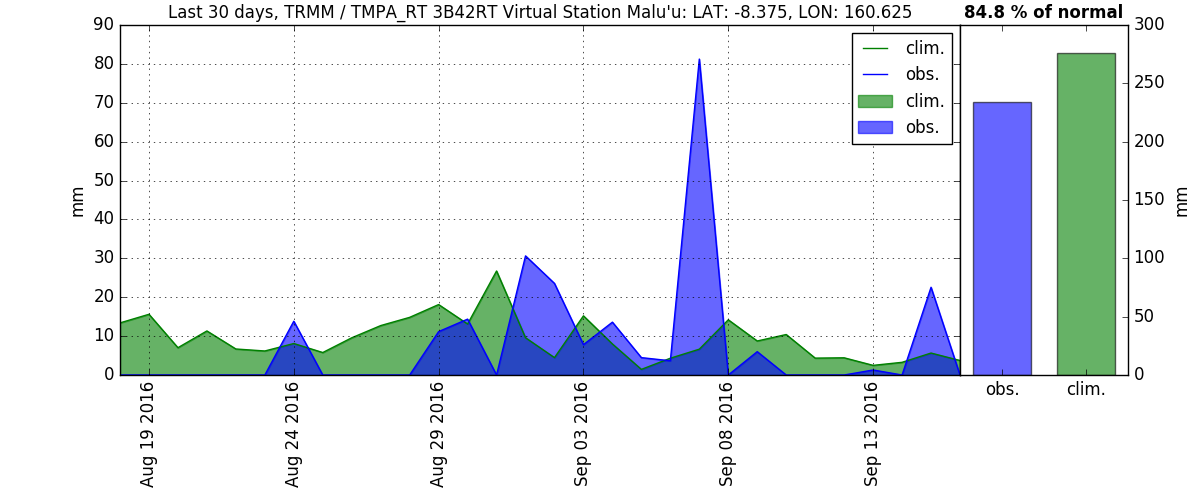 Last 30 days, TRMM / TMPA_RT 3B42RT Virtual Station Malu'u: LAT: -8.375, LON: 160.625
84.8 % of normal
90
80
70
60
50
40
30
20
10
0
mm
clim.
obs.
clim.
obs.
Aug 19 2016
Aug 24 2016
Aug 29 2016
Sep 03 2016
Sep 08 2016
Sep 13 2016
300
250
200
150
100
50
0
mm
obs.
clim.